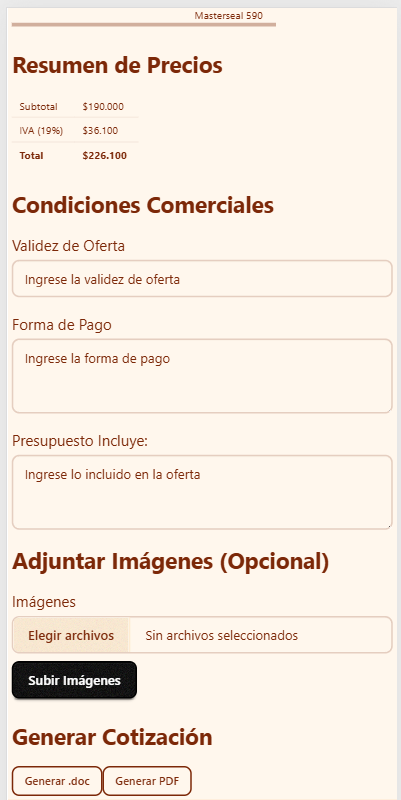 Masterseal 590
Resumen de Precios
Subtotal $190.000
IVA (19%) $36.100
Total $226.100
Condiciones Comerciales
Validez de Oferta
Ingrese la validez de oferta
Forma de Pago
Ingrese la forma de pago
Presupuesto Incluye:
Ingrese lo incluido en la oferta
Adjuntar Imágenes (Opcional)
Imágenes
Elegir archivos Sin archivos seleccionados
Subir Imágenes
Generar Cotización
Generar .doc Generar PDF